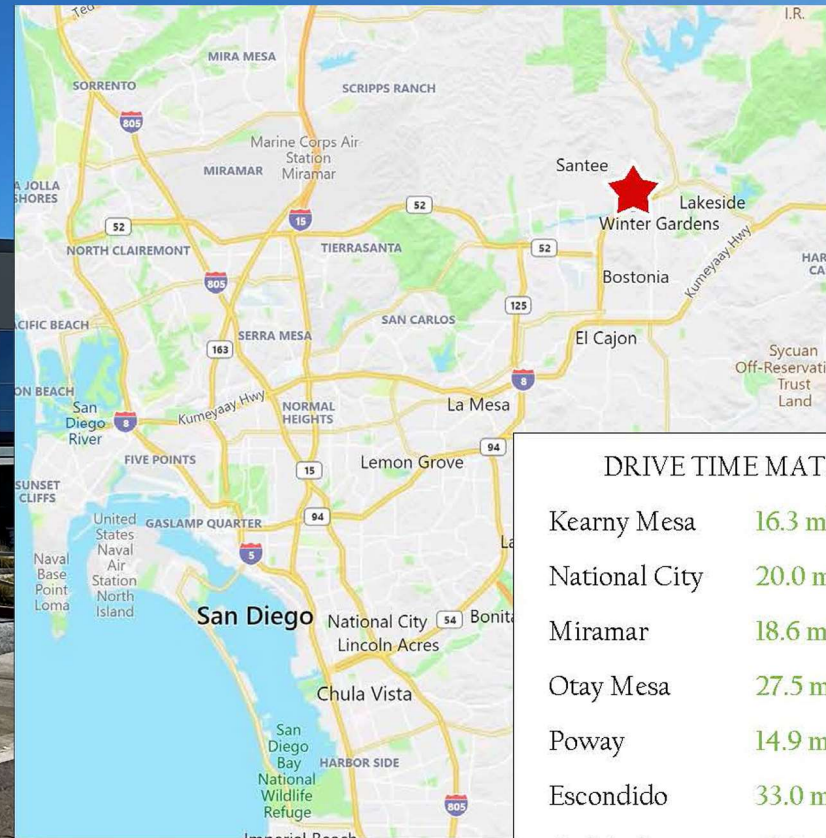 Ted
I.R.
MIRA MESA
SORRENTO
SCRIPPS RANCH
805
Marine Corps Air
Station
Miramar
MIRAMAR
Santee
A JOLLA
SHORES
52
15
52
Lakeside
Winter Gardens
NORTH CLAIREMONT
TIERRASANTA
52
Kumeyaay Hwy
HAR
CA
805
Bostonia
125
ACIFIC BEACH
SAN CARLOS
163
SERRA MESA
El Cajon
Sycuan
Off-Reservati
Trust
Land
8
ON BEACH
San
Diego
River
8
Kumeyaay Hwy
NORMAL
HEIGHTS
La Mesa
94
FIVE POINTS
15
Lemon Grove
SUNSET
CLIFFS
DRIVE TIME MAT
United
States
Naval
Air
Station
North
Island
GASLAMP QUARTER
94
5
La
Naval
Base
Point
Loma
San Diego
National City
54
Bonita
Lincoln Acres
Chula Vista
San
Diego
Bay
National
Wildlife
Refuge
HARBOR SIDE
805
Imperial Beach
Kearny Mesa 16.3 m
National City 20.0 m
Miramar 18.6 m
Otay Mesa 27.5 m
Poway 14.9 m
Escondido 33.0 m